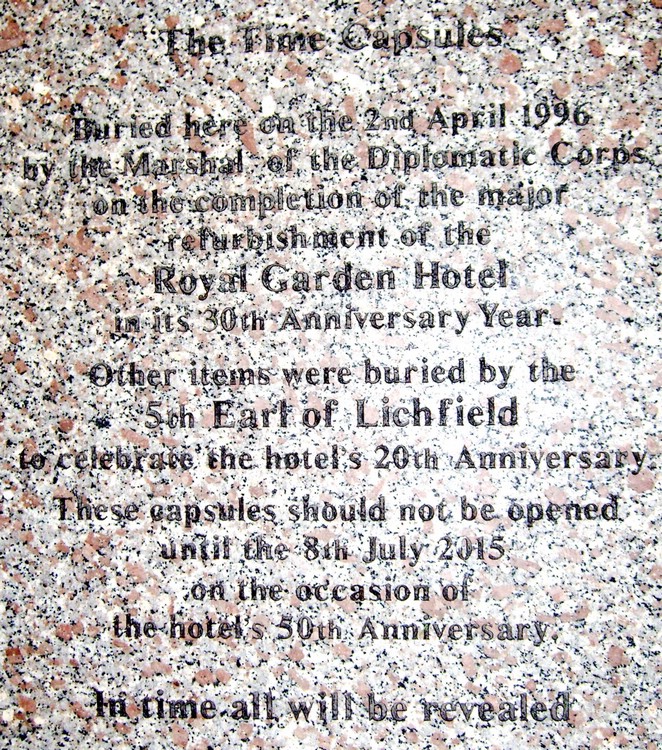 The Time Capsules
Buried here on the 2nd April 1996
by the Marshal of the Diplomatic Corps
on the completion of the major
refurbishment of the
Royal Garden Hotel
in its 30th Anniversary Year.
Other items were buried by the
5th Earl of Lichfield
to celebrate the hotel's 20th Anniversary.
These capsules should not be opened
until the 8th July 2015
on the occasion of
the hotel's 50th Anniversary.
In time all will be revealed